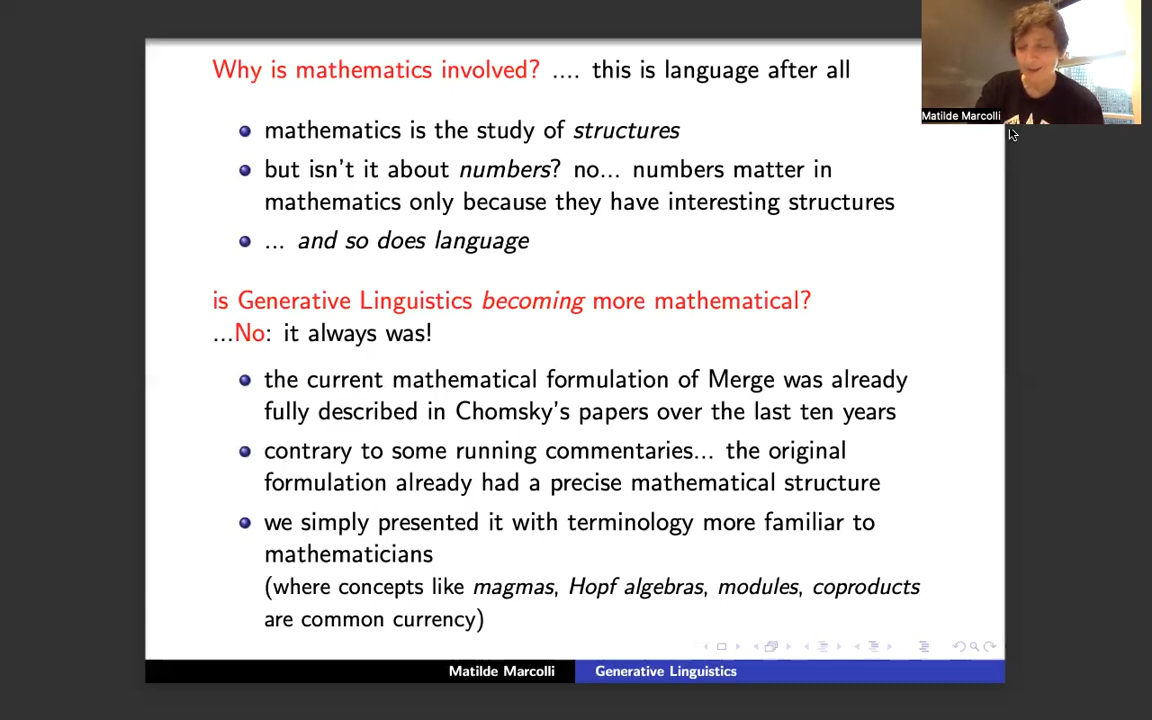 Why is mathematics involved? .... this is language after all
mathematics is the study of structures
but isn't it about numbers? no... numbers matter in
mathematics only because they have interesting structures
... and so does language
is Generative Linguistics becoming more mathematical?
...No: it always was!
the current mathematical formulation of Merge was already
fully described in Chomsky's papers over the last ten years
contrary to some running commentaries... the original
formulation already had a precise mathematical structure
we simply presented it with terminology more familiar to
mathematicians
(where concepts like magmas, Hopf algebras, modules, coproducts
are common currency)
Matilde Marcolli
Generative Linguistics
Matilde Marcolli